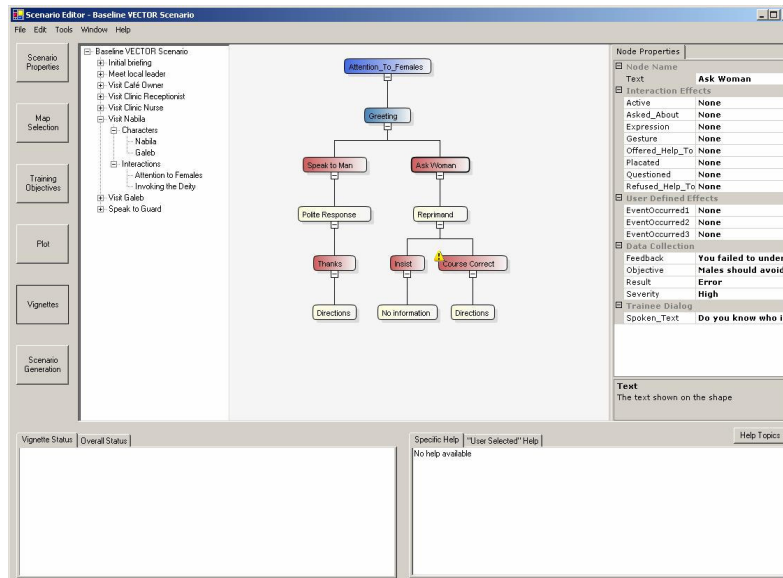 Scenario Editor - Baseline VECTOR Scenario
File Edit Tools Window Help
Scenario Properties
Map Selection
Training Objectives
Plot
Vignettes
Scenario Generation
Baseline VECTOR Scenario
Initial briefing
Meet local leader
Visit Café Owner
Visit Clinic Receptionist
Visit Clinic Nurse
Visit Nabila
Characters
Nabila
Galeb
Interactions
Attention to Females
Invoking the Deity
Visit Galeb
Speak to Guard
Attention_To_Females
Greeting
Speak to Man
Ask Woman
Polite Response
Reprimand
Thanks
Insist
Course Correct
Directions
No information
Directions
Node Properties
Node Name
Text Ask Woman
Interaction Effects
Active None
Asked_About None
Expression None
Gesture None
Offered_Help_To None
Placated None
Questioned None
Refused_Help_To None
User Defined Effects
EventOccurred1 None
EventOccurred2 None
EventOccurred3 None
Data Collection
Feedback You failed to under
Objective Males should avoid
Result Error
Severity High
Trainee Dialog
Spoken_Text Do you know who i
Text
The text shown on the shape
Vignette Status Overall Status
Specific Help "User Selected" Help
Help Topics
No help available